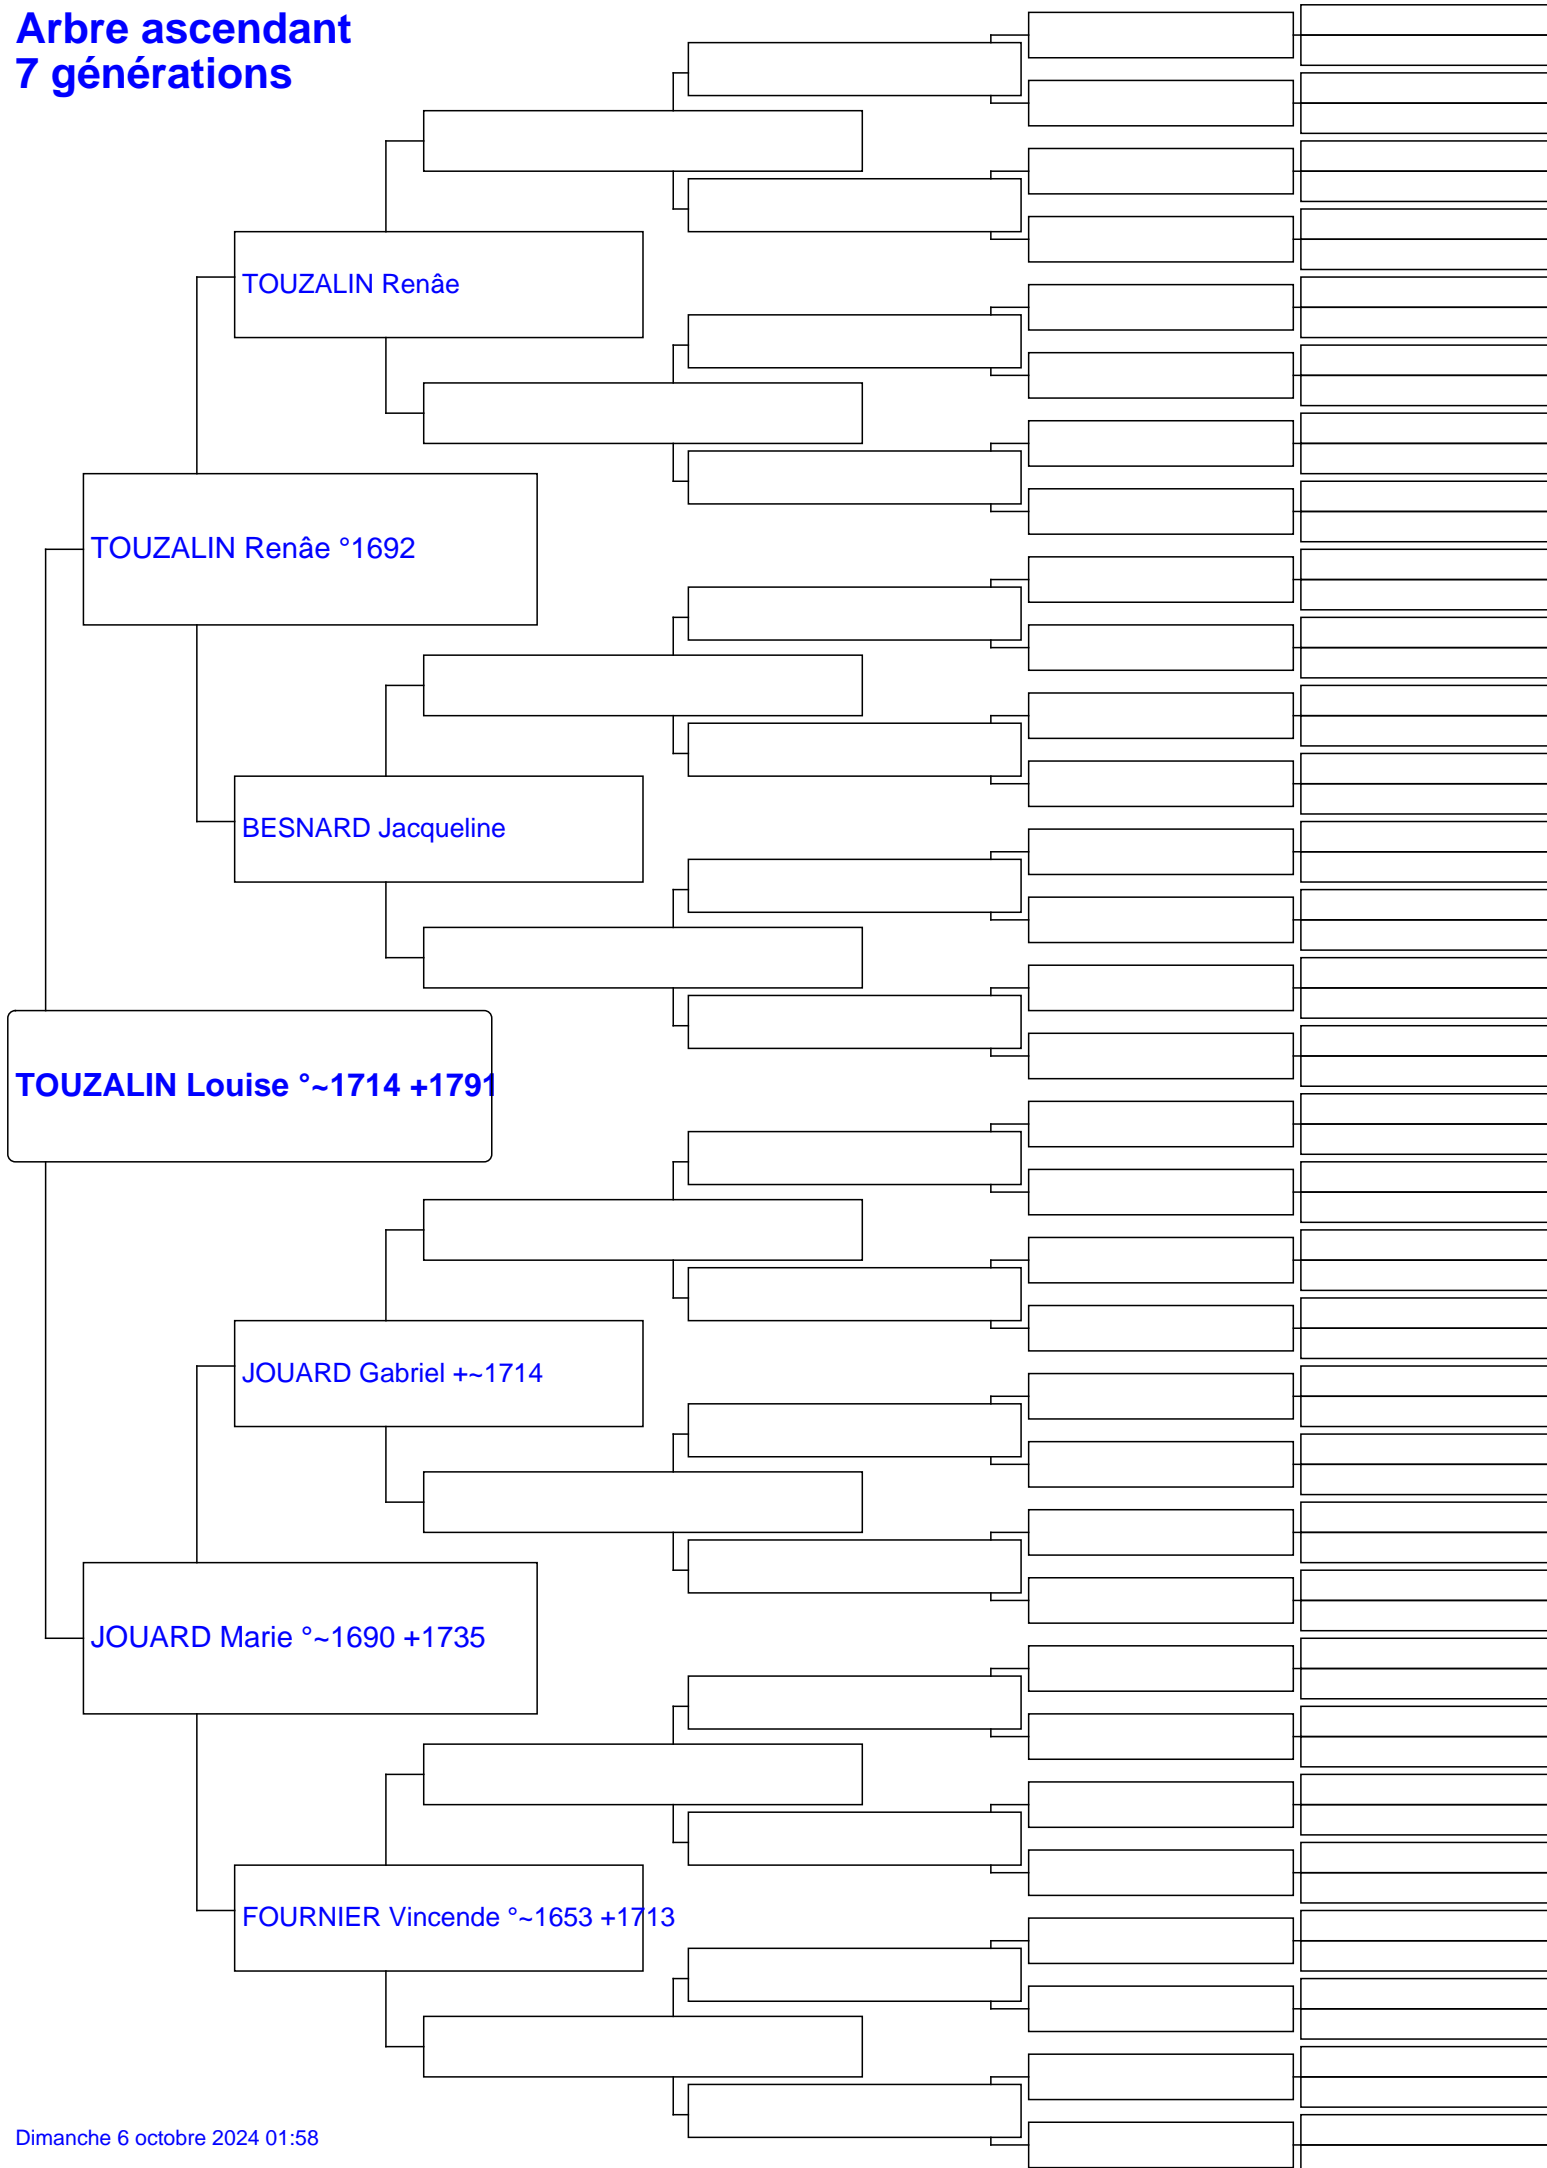 Arbre ascendant
7 générations
TOUZALIN Renâe
TOUZALIN Renâe °1692
BESNARD Jacqueline
TOUZALIN Louise °~1714 +1791
JOUARD Gabriel +~1714
JOUARD Marie °~1690 +1735
FOURNIER Vincende °~1653 +1713
Dimanche 6 octobre 2024 01:58